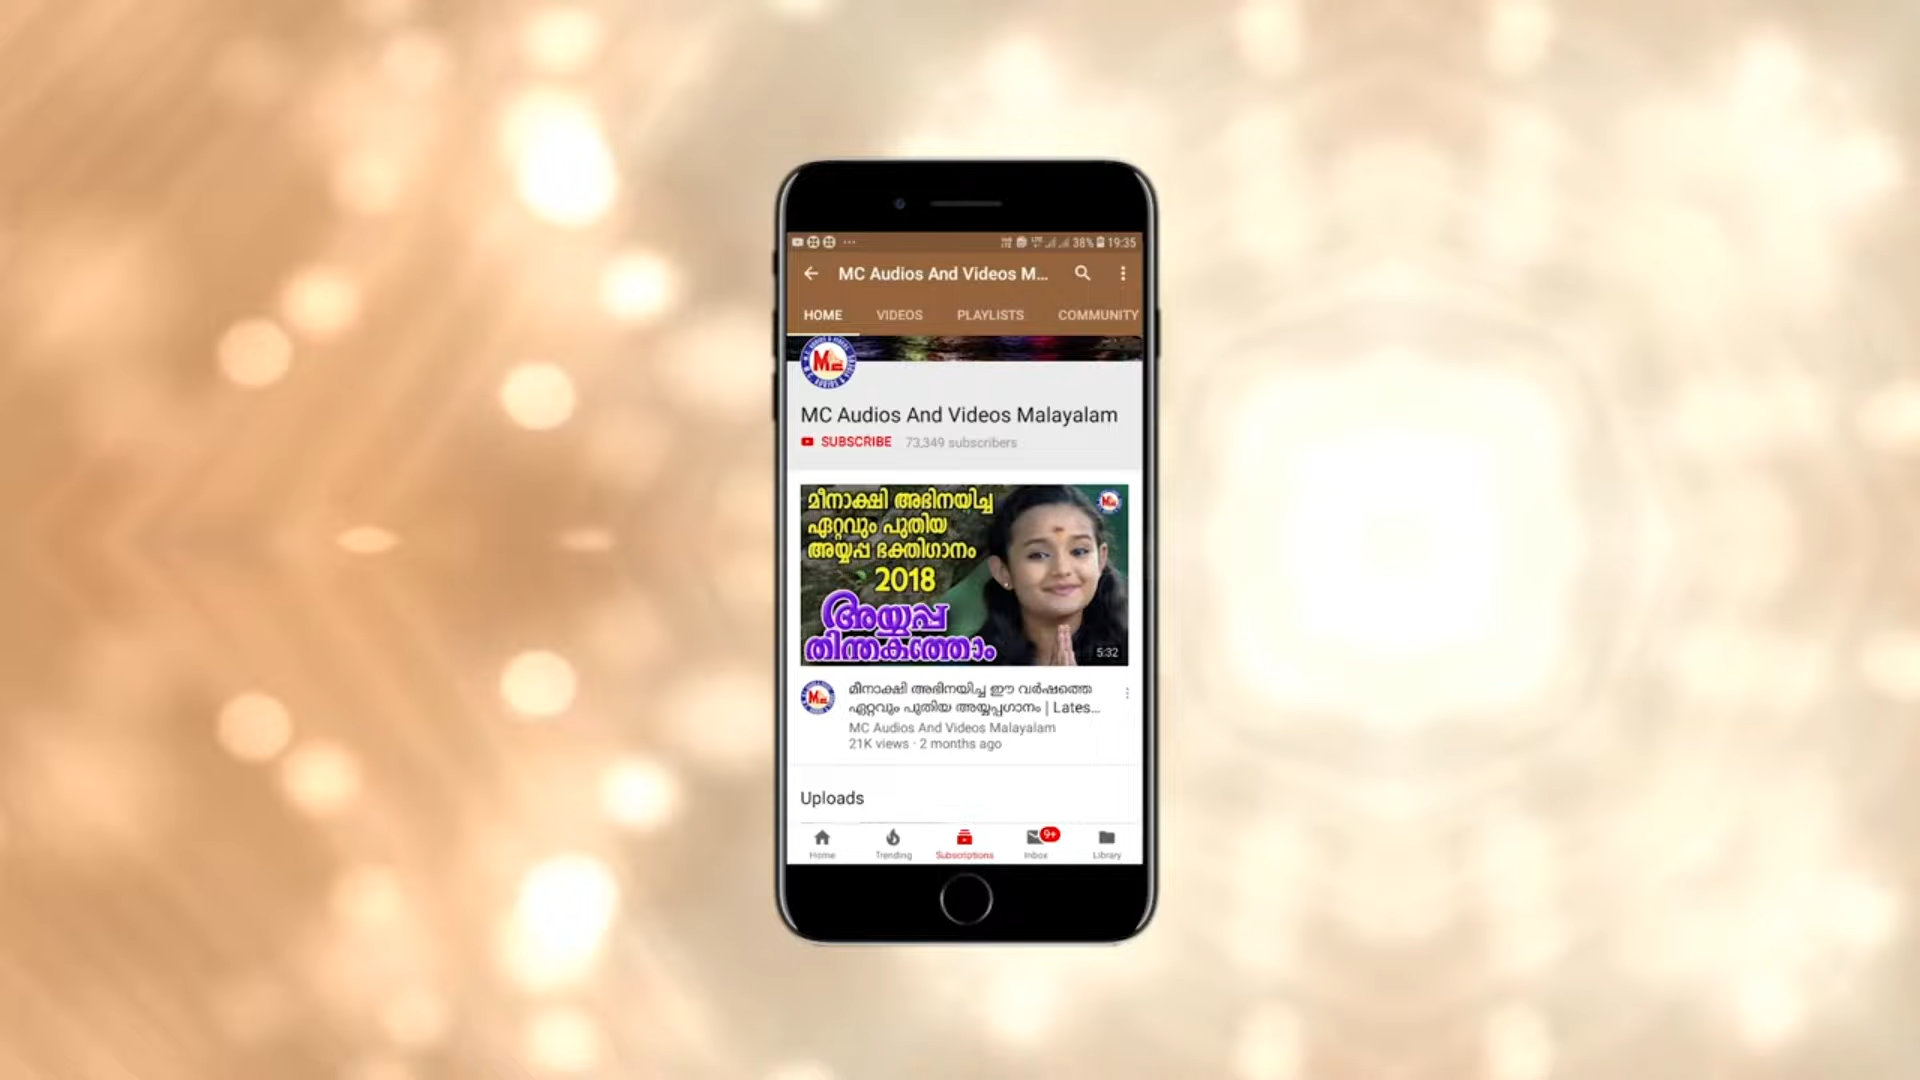 38% 19:35
MC Audios And Videos M...
HOME VIDEOS PLAYLISTS COMMUNITY
MC Audios And Videos Malayalam
SUBSCRIBE 73,349 subscribers
മീനാക്ഷി അഭിനയിച്ച
ഏറ്റവും പുതിയ
അയ്യപ്പ ഭക്തിഗാനം
2018
അയ്യപ്പ
തിന്തകത്തോം
5:32
മീനാക്ഷി അഭിനയിച്ച ഈ വർഷത്തെ
ഏറ്റവും പുതിയ അയ്യപ്പഗാനം | Lates...
MC Audios And Videos Malayalam
21K views · 2 months ago
Uploads
9+
Home Trending Subscriptions Inbox Library